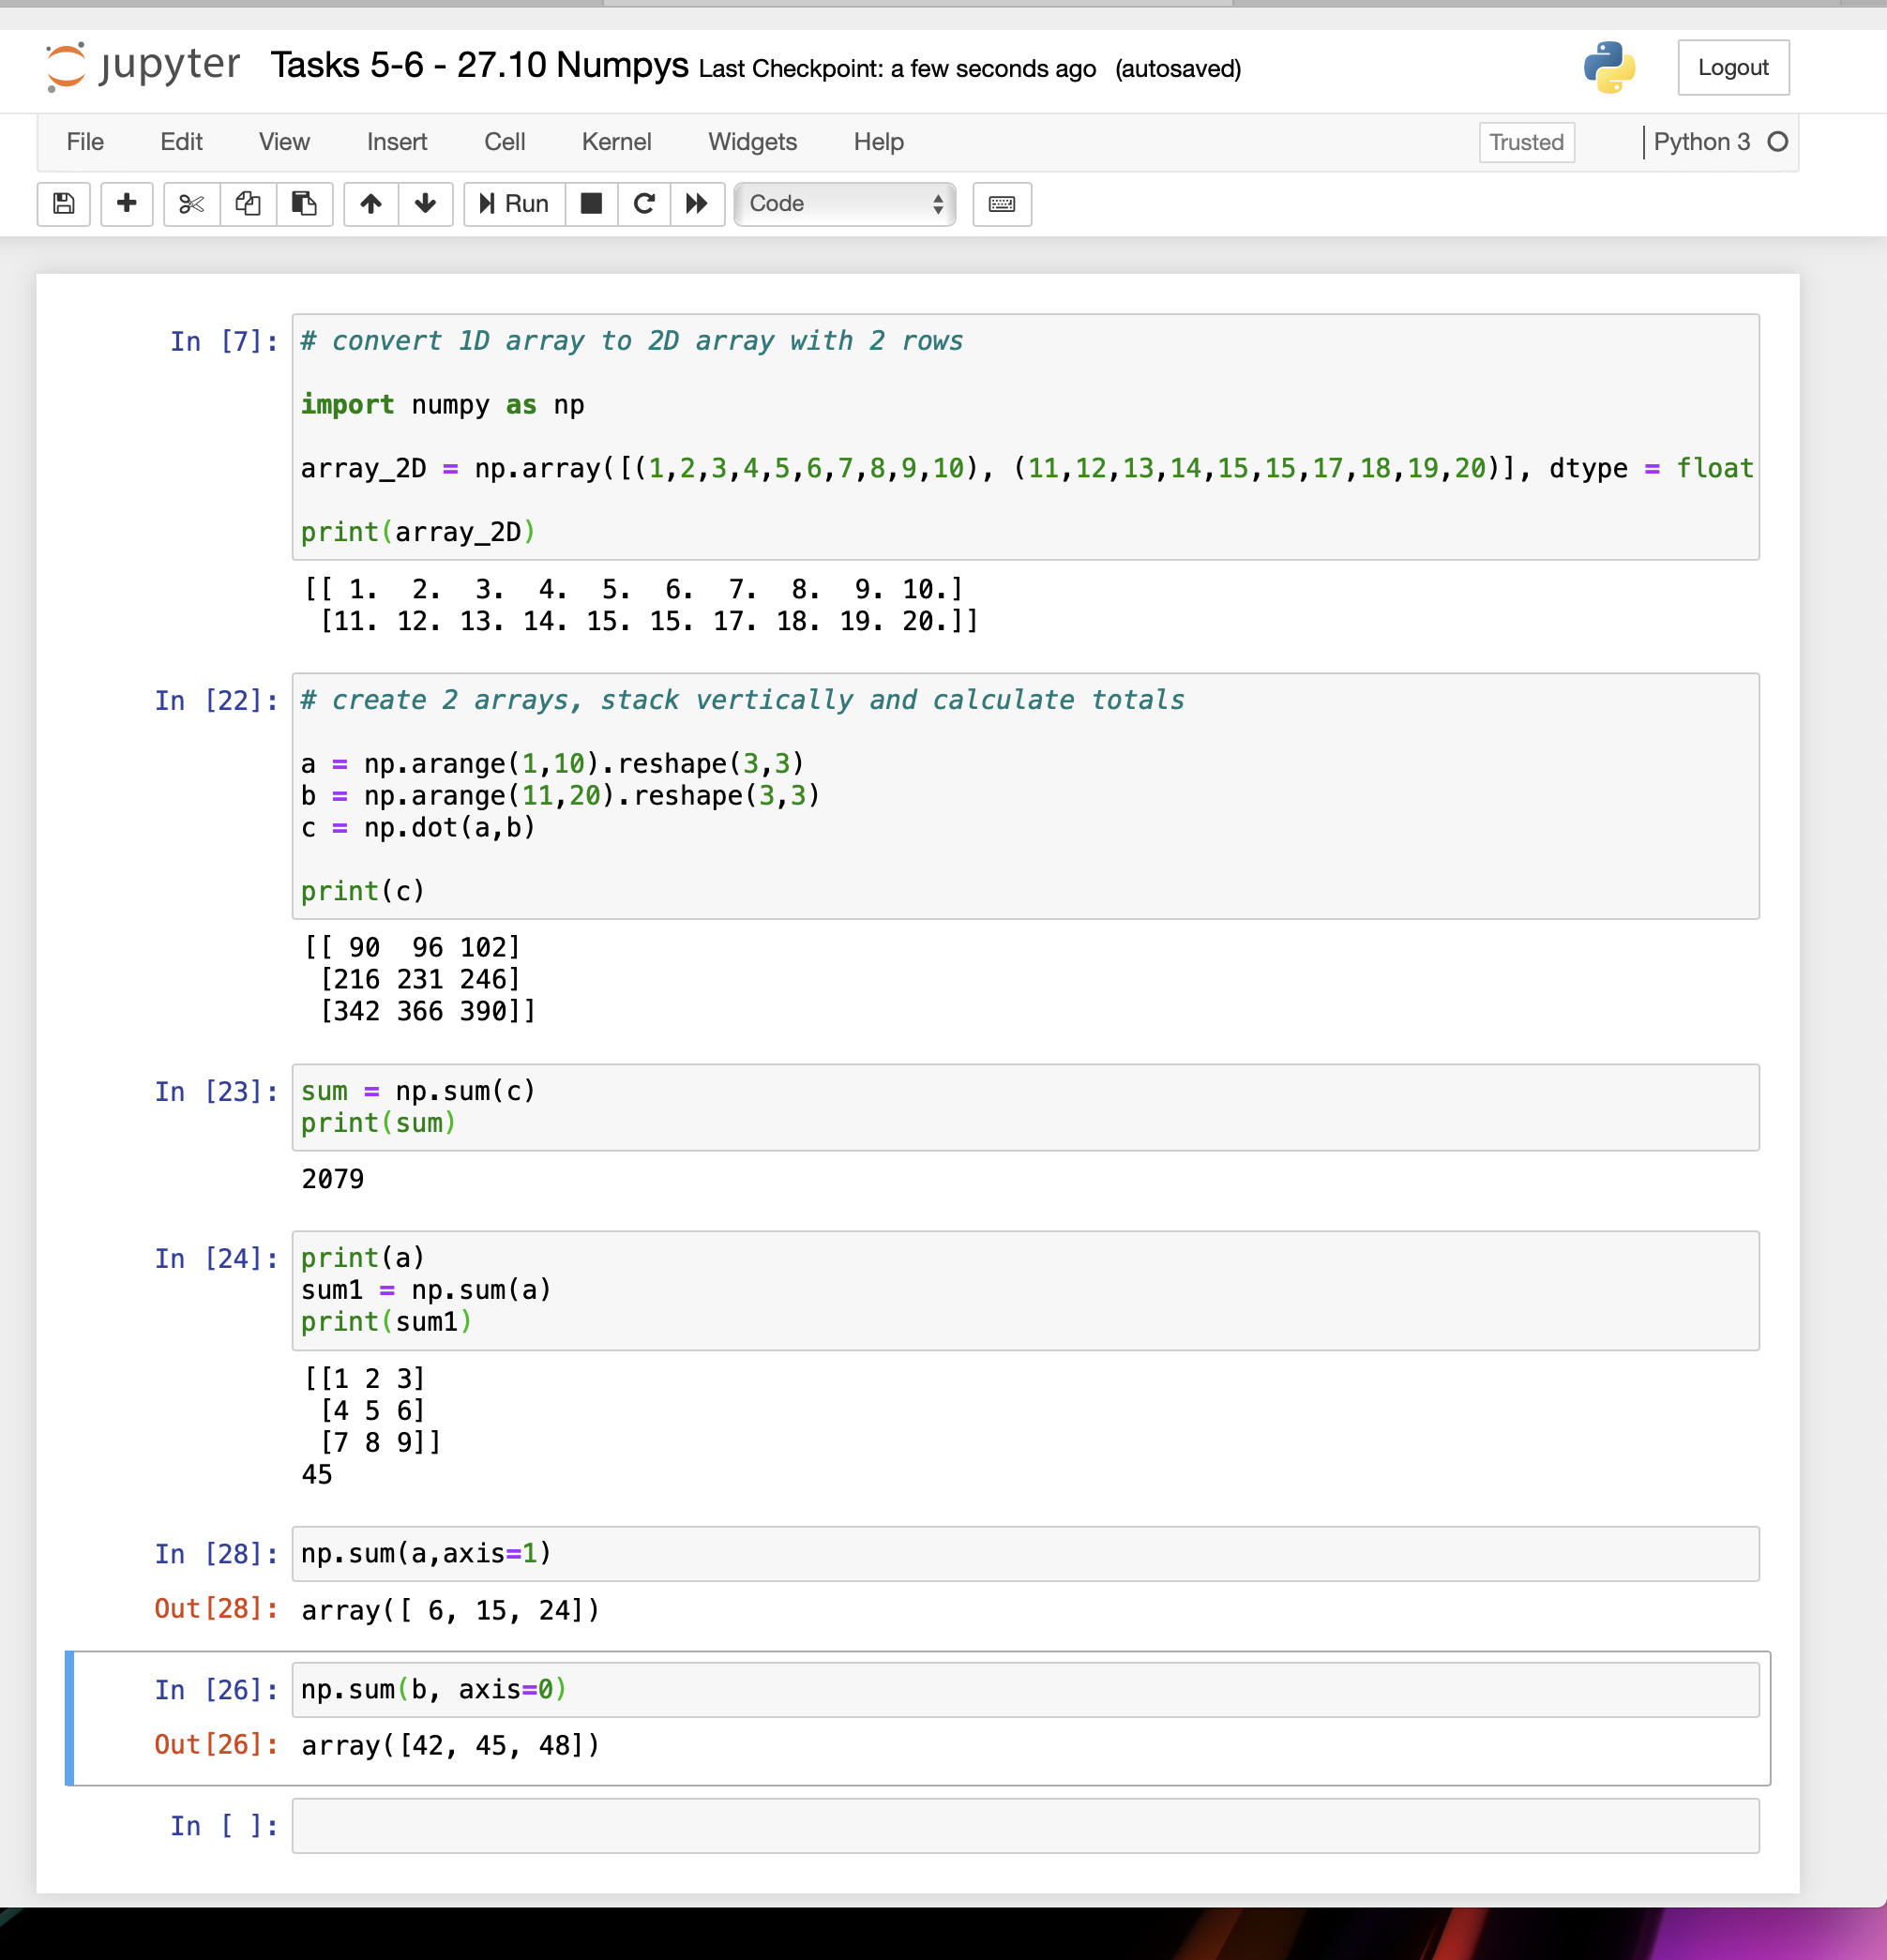 jupyter Tasks 5-6 - 27.10 Numpys Last Checkpoint: a few seconds ago (autosaved)
Logout
File Edit View Insert Cell Kernel Widgets Help
Trusted
Python 3
Run
Code
In [7]:
# convert 1D array to 2D array with 2 rows
import numpy as np
array_2D = np.array([(1,2,3,4,5,6,7,8,9,10), (11,12,13,14,15,15,17,18,19,20)], dtype = float
print(array_2D)
[[ 1.  2.  3.  4.  5.  6.  7.  8.  9. 10.]
 [11. 12. 13. 14. 15. 15. 17. 18. 19. 20.]]
In [22]:
# create 2 arrays, stack vertically and calculate totals
a = np.arange(1,10).reshape(3,3)
b = np.arange(11,20).reshape(3,3)
c = np.dot(a,b)
print(c)
[[ 90  96 102]
 [216 231 246]
 [342 366 390]]
In [23]:
sum = np.sum(c)
print(sum)
2079
In [24]:
print(a)
sum1 = np.sum(a)
print(sum1)
[[1 2 3]
 [4 5 6]
 [7 8 9]]
45
In [28]:
np.sum(a,axis=1)
Out[28]:
array([ 6, 15, 24])
In [26]:
np.sum(b, axis=0)
Out[26]:
array([42, 45, 48])
In [ ]: